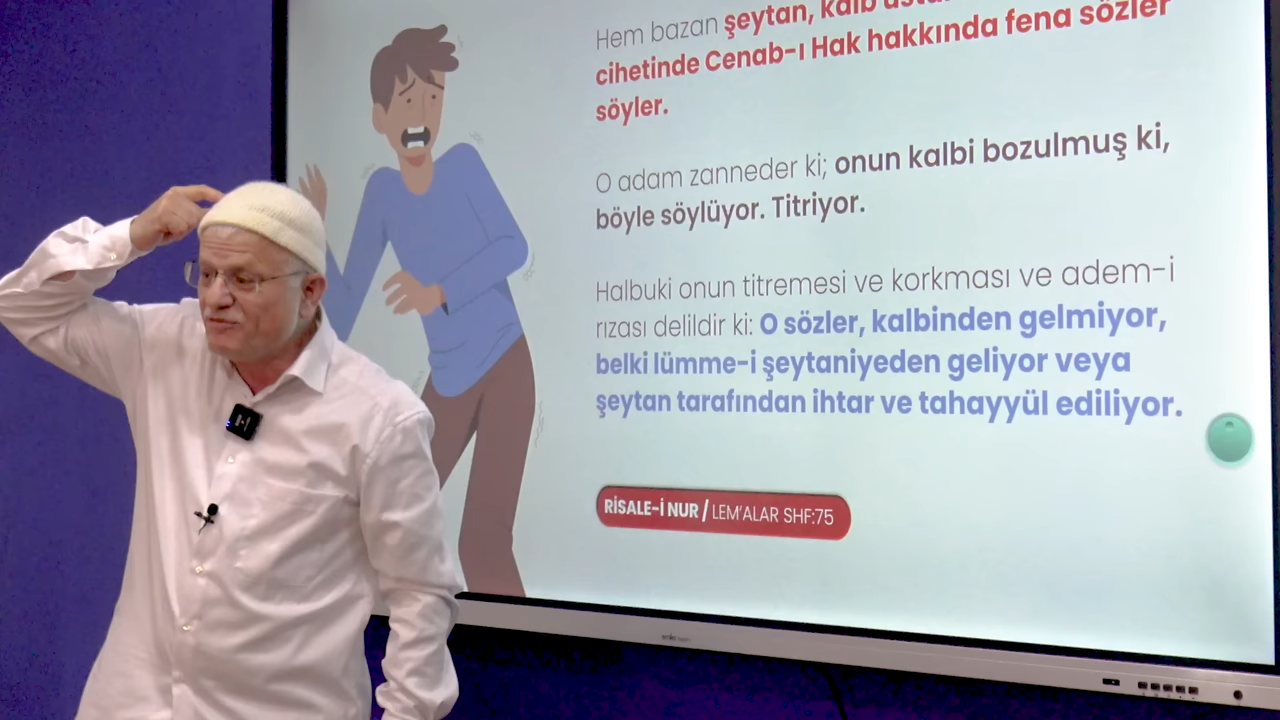 Hem bazan şeytan, kalb
cihetinde Cenab-ı Hak hakkında fena sözler
söyler.
O adam zanneder ki; onun kalbi bozulmuş ki,
böyle söylüyor. Titriyor.
Halbuki onun titremesi ve korkması ve adem-i
rızası delildir ki: O sözler, kalbinden gelmiyor,
belki lümme-i şeytaniyeden geliyor veya
şeytan tarafından ihtar ve tahayyül ediliyor.
RİSALE-İ NUR / LEM'ALAR SHF:75